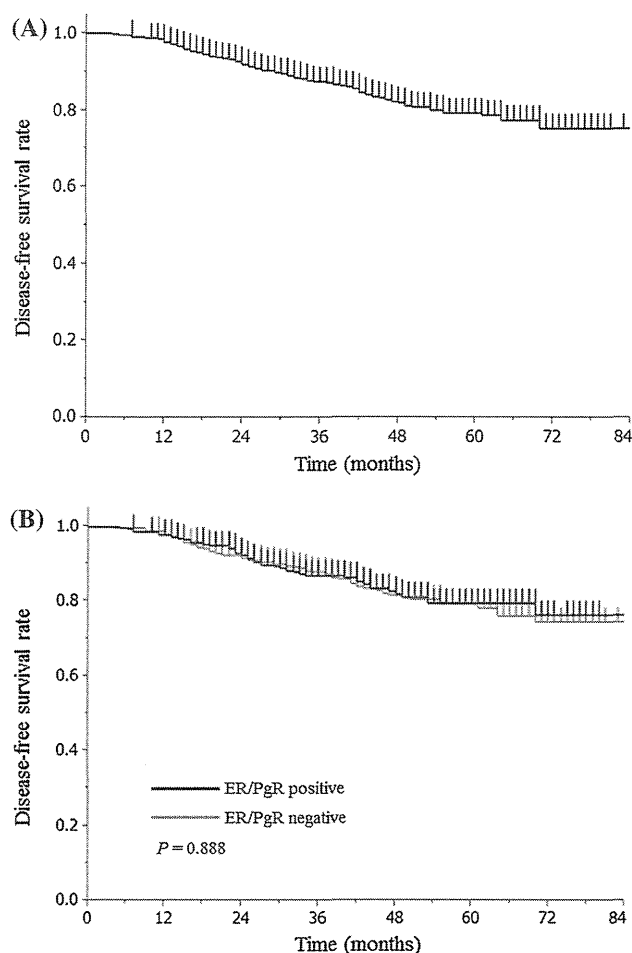 (A)
Disease-free survival rate
1.0
0.8
0.6
0.4
0.2
0.0
0 12 24 36 48 60 72 84
Time (months)
(B)
Disease-free survival rate
1.0
0.8
0.6
0.4
0.2
0.0
ER/PgR positive
ER/PgR negative
P = 0.888
0 12 24 36 48 60 72 84
Time (months)